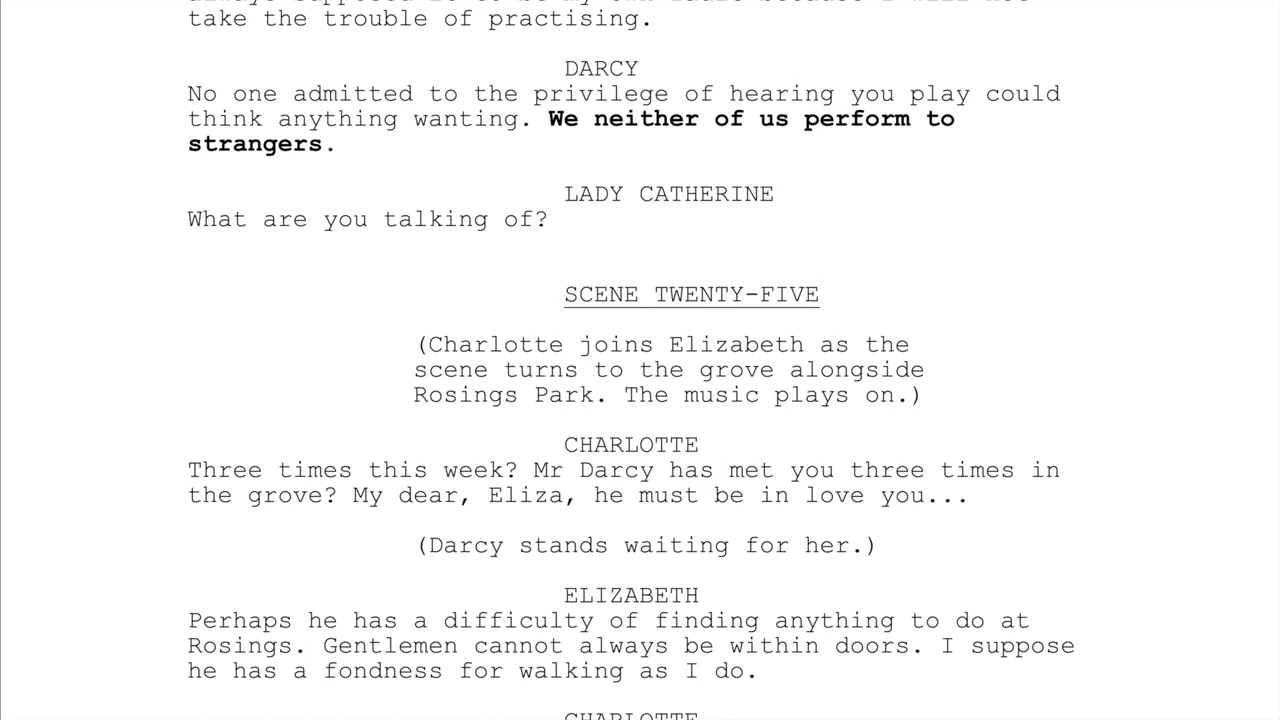 take the trouble of practising.
DARCY
No one admitted to the privilege of hearing you play could
think anything wanting. We neither of us perform to
strangers.
LADY CATHERINE
What are you talking of?
SCENE TWENTY-FIVE
(Charlotte joins Elizabeth as the
scene turns to the grove alongside
Rosings Park. The music plays on.)
CHARLOTTE
Three times this week? Mr Darcy has met you three times in
the grove? My dear, Eliza, he must be in love you...
(Darcy stands waiting for her.)
ELIZABETH
Perhaps he has a difficulty of finding anything to do at
Rosings. Gentlemen cannot always be within doors. I suppose
he has a fondness for walking as I do.
CHARLOTTE